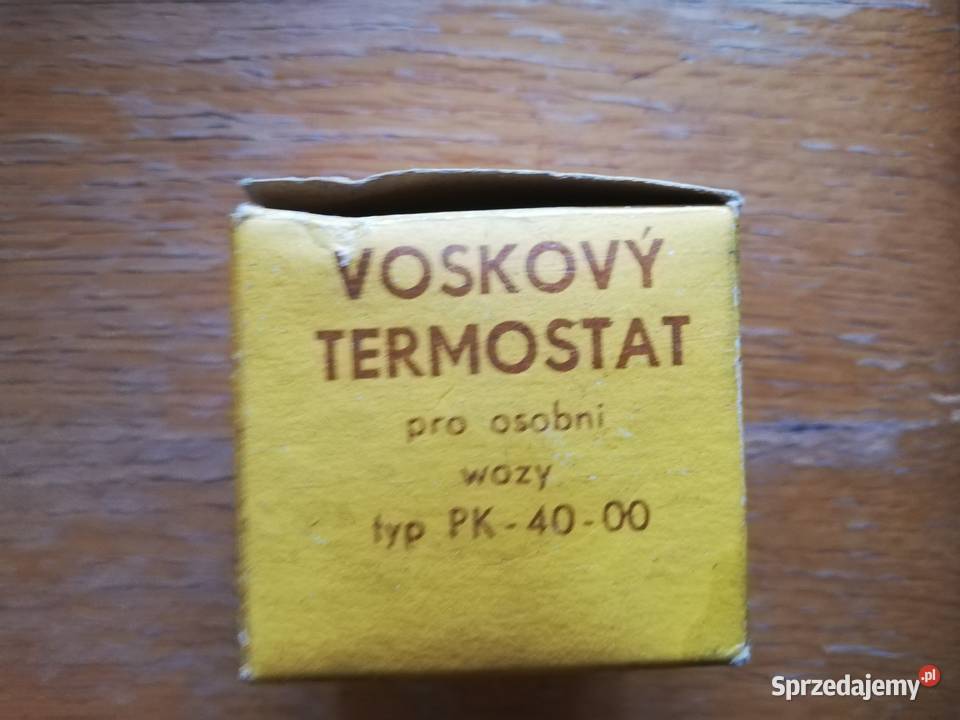 VOSKOVÝ
TERMOSTAT
pro osobni
wozy
typ PK-40-00
Sprzedajemy.pl